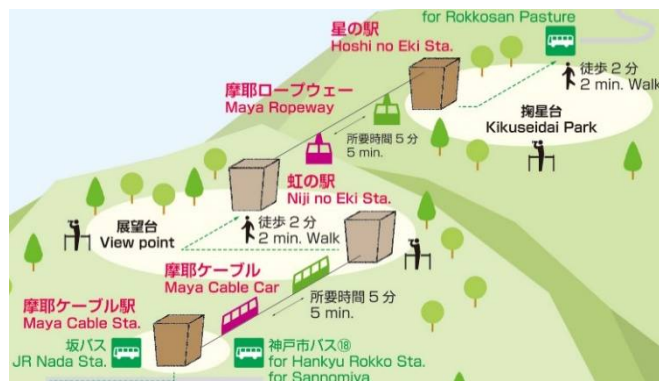 星の駅
Hoshi no Eki Sta.
for Rokkosan Pasture
徒歩2分
2 min. Walk
摩耶ロープウェー
Maya Ropeway
所要時間5分
5 min.
掬星台
Kikuseidai Park
虹の駅
Niji no Eki Sta.
展望台
View point
徒歩2分
2 min. Walk
摩耶ケーブル
Maya Cable Car
所要時間5分
5 min.
摩耶ケーブル駅
Maya Cable Sta.
坂バス
JR Nada Sta.
神戸市バス⑱
for Hankyu Rokko Sta.
for Sannomiya